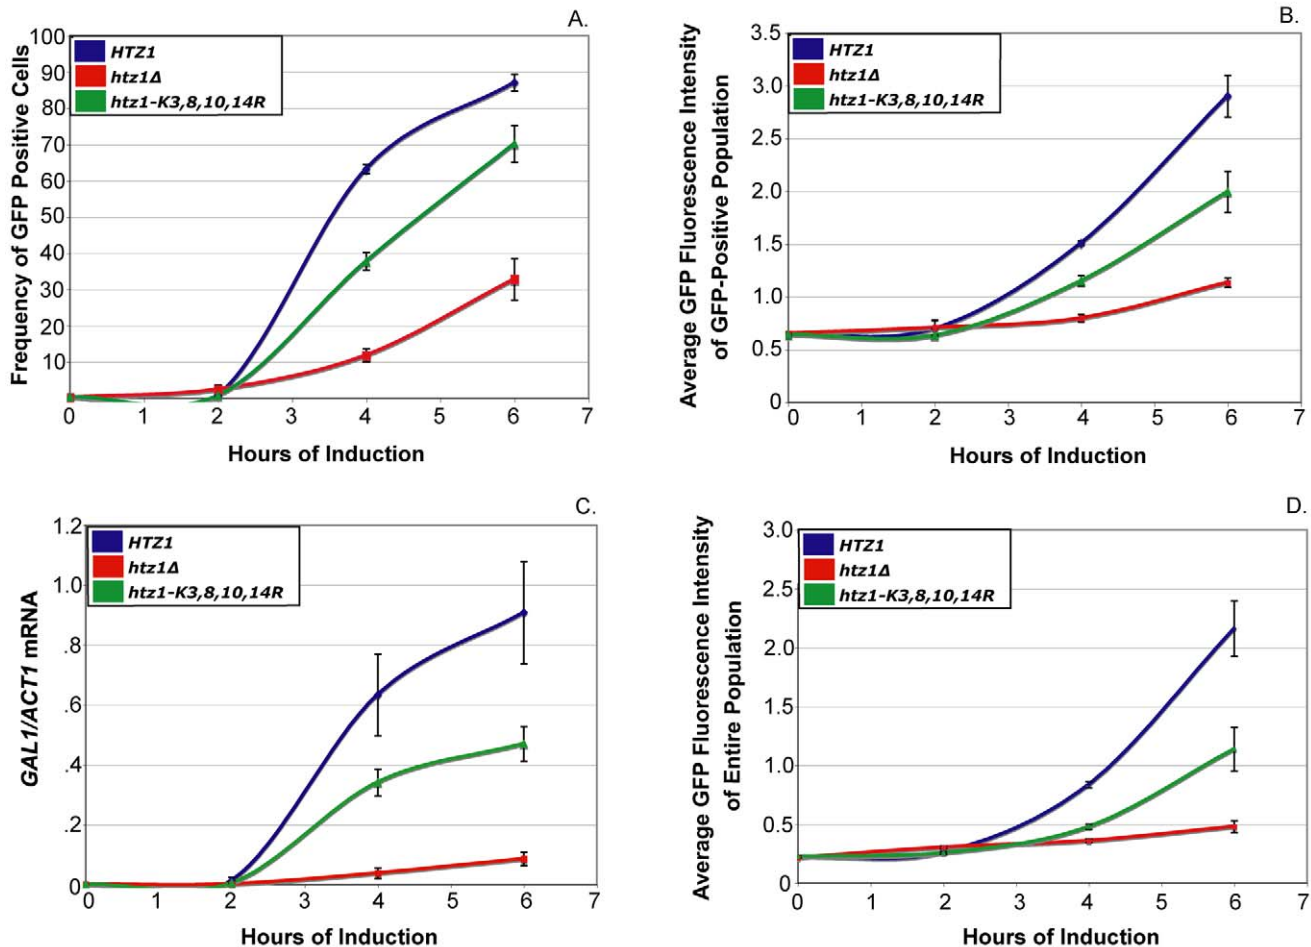 A.
Frequency of GFP Positive Cells
100
90
80
70
60
50
40
30
20
10
HTZ1
htz1Δ
htz1-K3,8,10,14R
0 1 2 3 4 5 6 7
Hours of Induction
B.
Average GFP Fluorescence Intensity
of GFP-Positive Population
3.5
3.0
2.5
2.0
1.5
1.0
0.5
0
HTZ1
htz1Δ
htz1-K3,8,10,14R
0 1 2 3 4 5 6 7
Hours of Induction
C.
GAL1/ACT1 mRNA
1.2
1.0
.8
.6
.4
.2
0
HTZ1
htz1Δ
htz1-K3,8,10,14R
0 1 2 3 4 5 6 7
Hours of Induction
D.
Average GFP Fluorescence Intensity
of Entire Population
3.0
2.5
2.0
1.5
1.0
0.5
0
HTZ1
htz1Δ
htz1-K3,8,10,14R
0 1 2 3 4 5 6 7
Hours of Induction